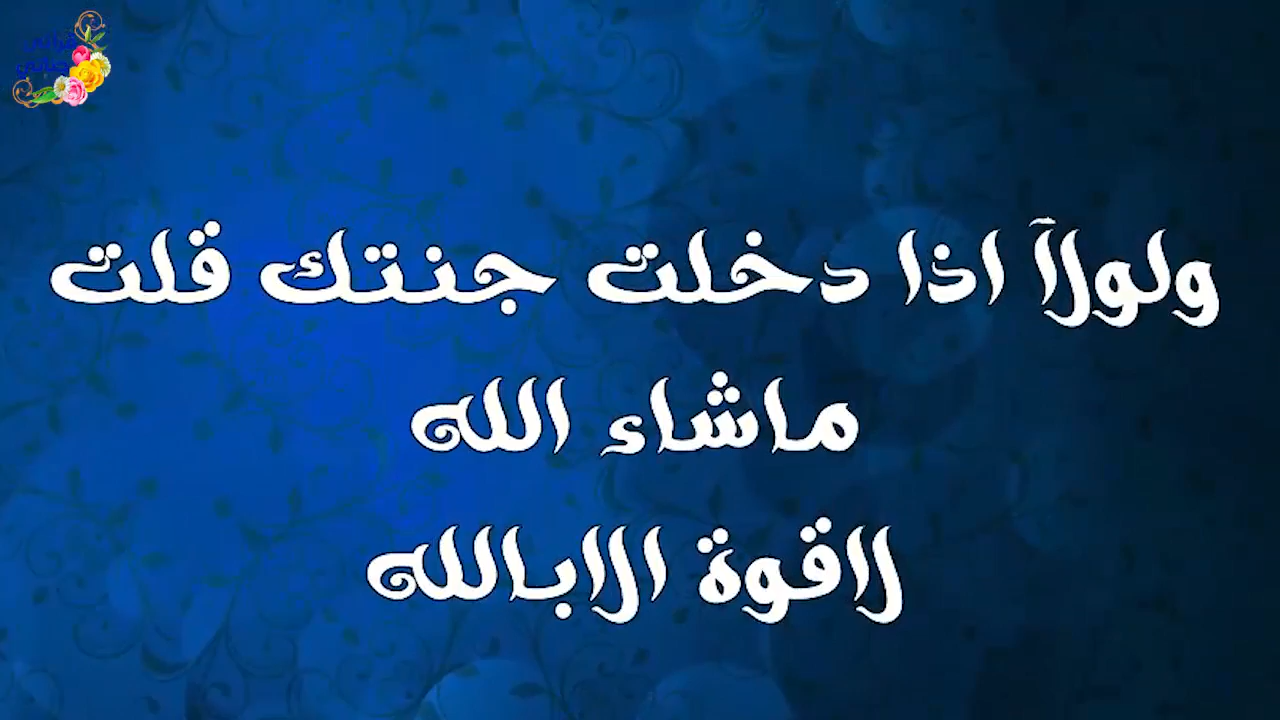 ولولآ اذا دخلت جنتك قلت
ماشاء الله
لاقوة الابالله